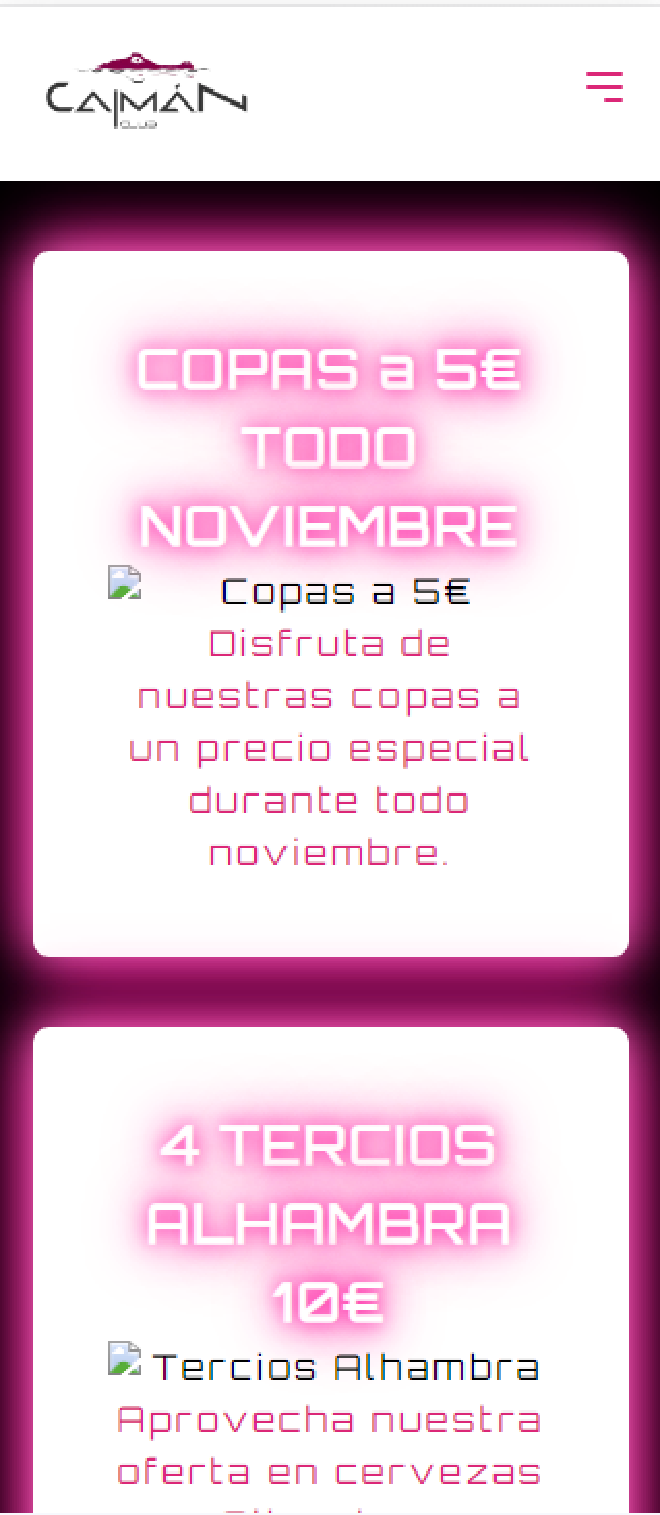 CAIMÁN
CLUB
COPAS a 5€
TODO
NOVIEMBRE
Copas a 5€
Disfruta de
nuestras copas a
un precio especial
durante todo
noviembre.
4 TERCIOS
ALHAMBRA
10€
Tercios Alhambra
Aprovecha nuestra
oferta en cervezas